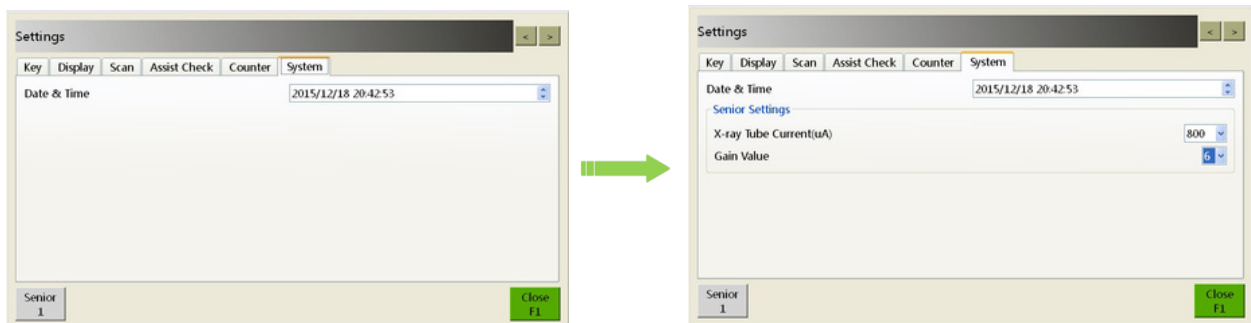 Settings
< >
Key Display Scan Assist Check Counter System
Date & Time 2015/12/18 20:42:53
Senior
1
Close
F1
Settings
< >
Key Display Scan Assist Check Counter System
Date & Time 2015/12/18 20:42:53
Senior Settings
X-ray Tube Current(uA) 800
Gain Value 6
Senior
1
Close
F1